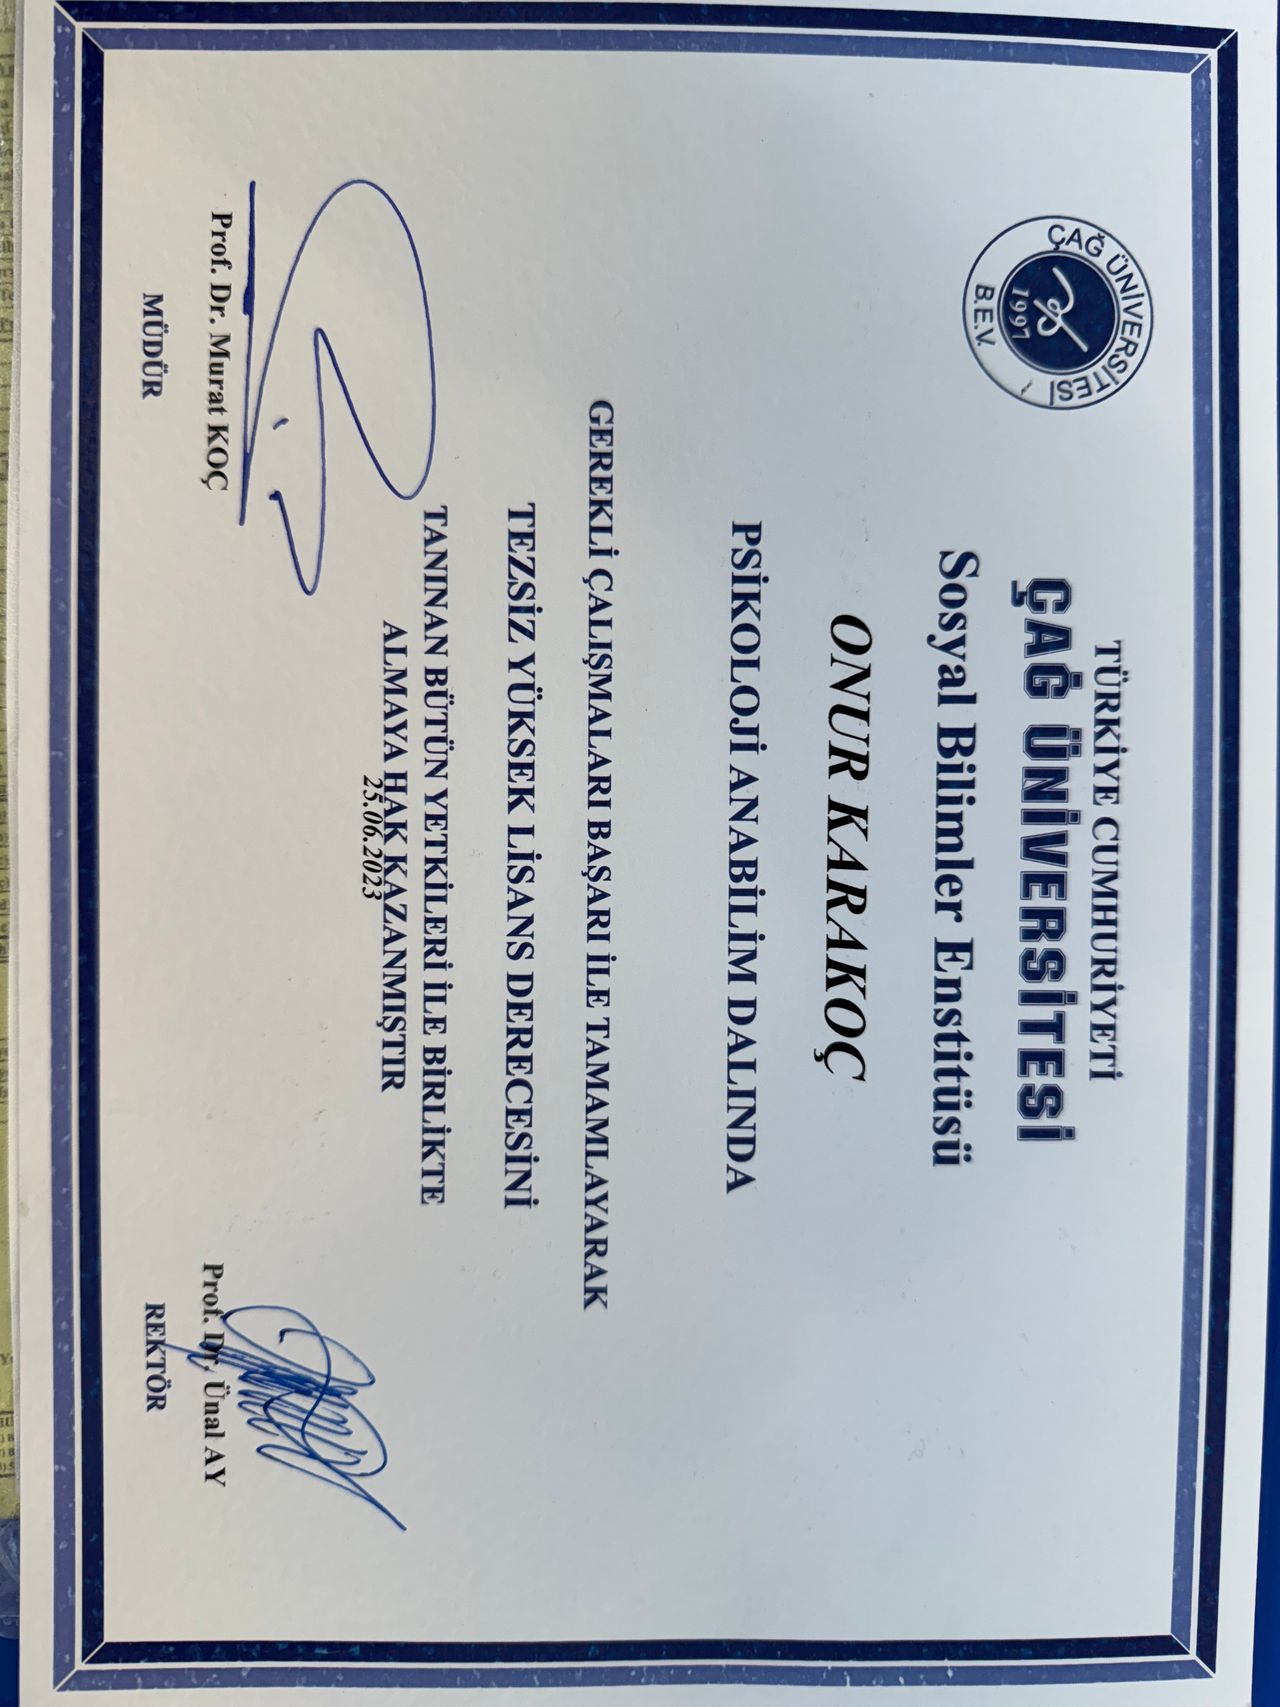 ÇAĞ ÜNİVERSİTESİ
1997
B.E.V.
TÜRKİYE CUMHURİYETİ
ÇAĞ ÜNİVERSİTESİ
Sosyal Bilimler Enstitüsü
ONUR KARAKOÇ
PSİKOLOJİ ANABİLİM DALINDA
GEREKLİ ÇALIŞMALARI BAŞARI İLE TAMAMLAYARAK
TEZSİZ YÜKSEK LİSANS DERECESİNİ
TANINAN BÜTÜN YETKİLERİ İLE BİRLİKTE
ALMAYA HAK KAZANMIŞTIR
25.06.2023
Prof. Dr. Murat KOÇ
MÜDÜR
Prof. Dr. Ünal AY
REKTÖR